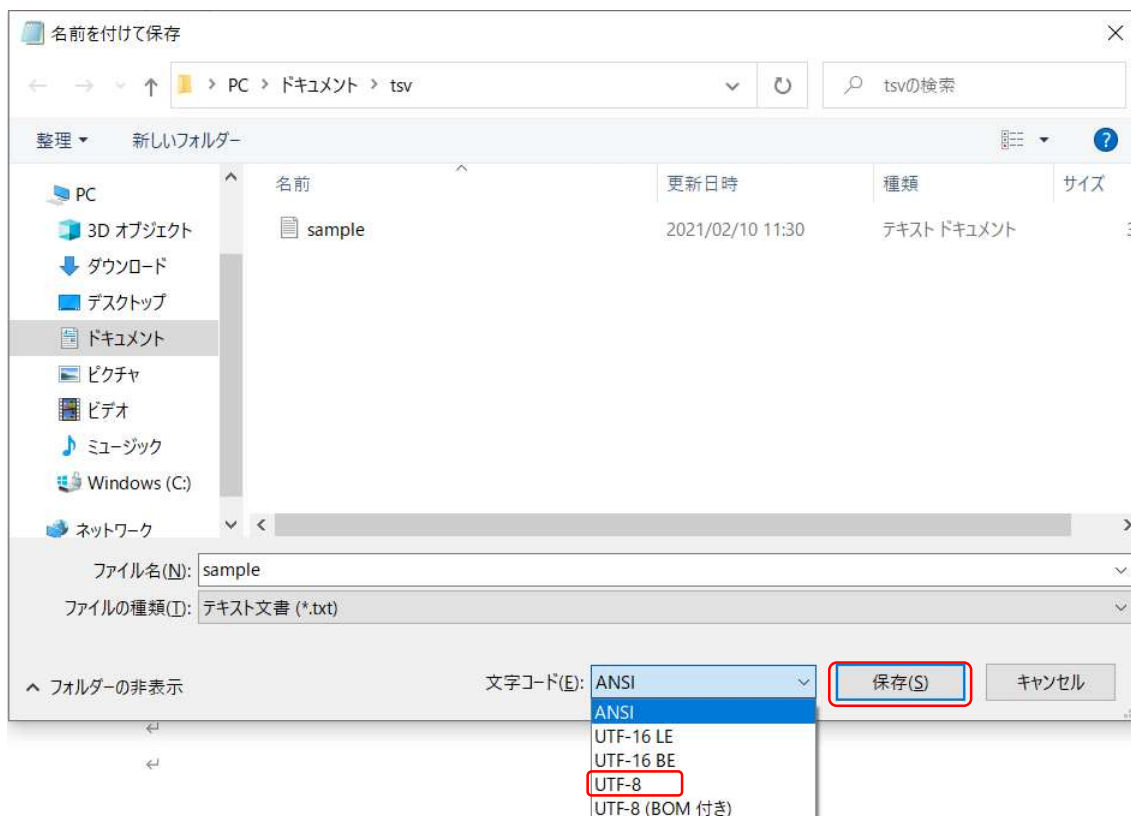 名前を付けて保存
PC > ドキュメント > tsv
tsvの検索
整理
新しいフォルダー
PC
3D オブジェクト
ダウンロード
デスクトップ
ドキュメント
ピクチャ
ビデオ
ミュージック
Windows (C:)
ネットワーク
名前 更新日時 種類 サイズ
sample 2021/02/10 11:30 テキスト ドキュメント
ファイル名(N): sample
ファイルの種類(T): テキスト文書 (*.txt)
フォルダーの非表示
文字コード(E): ANSI
保存(S)
キャンセル
ANSI
UTF-16 LE
UTF-16 BE
UTF-8
UTF-8 (BOM 付き)